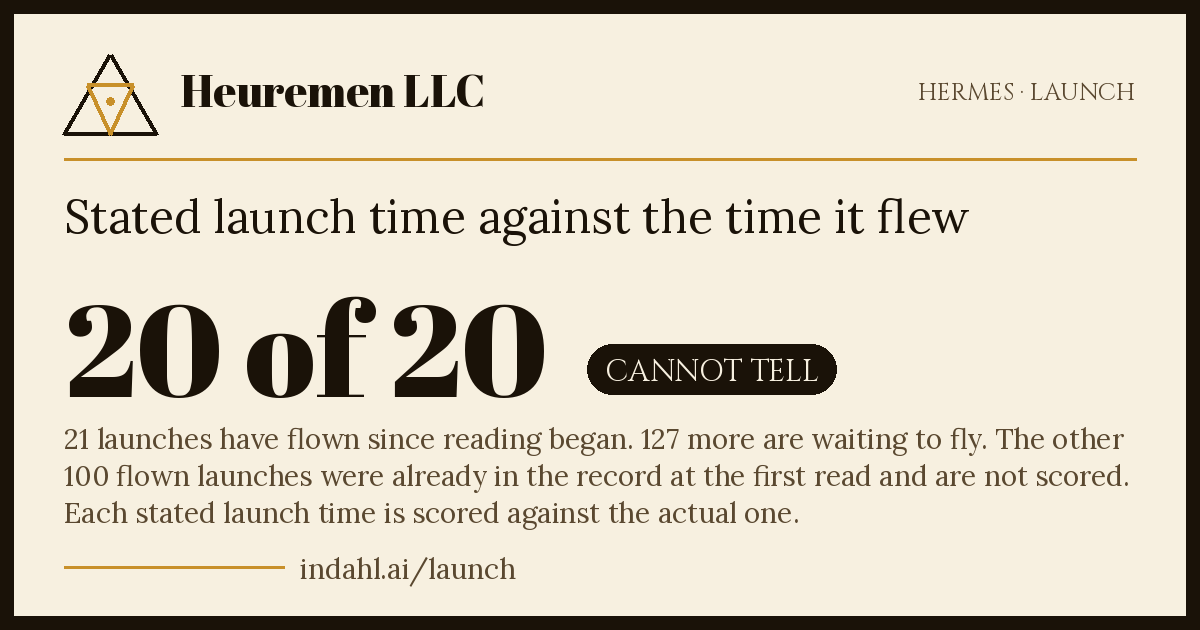 Heuremen LLC
HERMES · LAUNCH
Stated launch time against the time it flew
20 of 20
CANNOT TELL
21 launches have flown since reading began. 127 more are waiting to fly. The other
100 flown launches were already in the record at the first read and are not scored.
Each stated launch time is scored against the actual one.
indahl.ai/launch